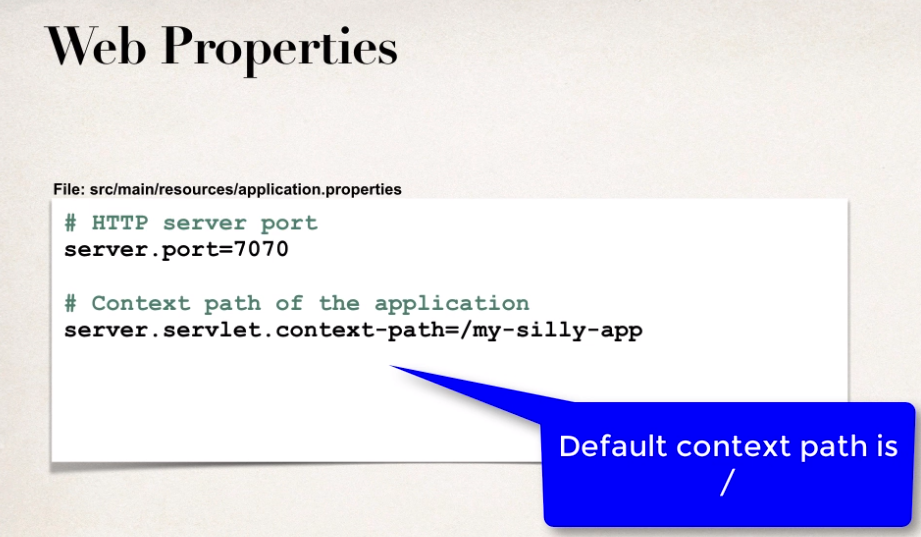 Web Properties
File: src/main/resources/application.properties
# HTTP server port
server.port=7070
# Context path of the application
server.servlet.context-path=/my-silly-app
Default context path is
/